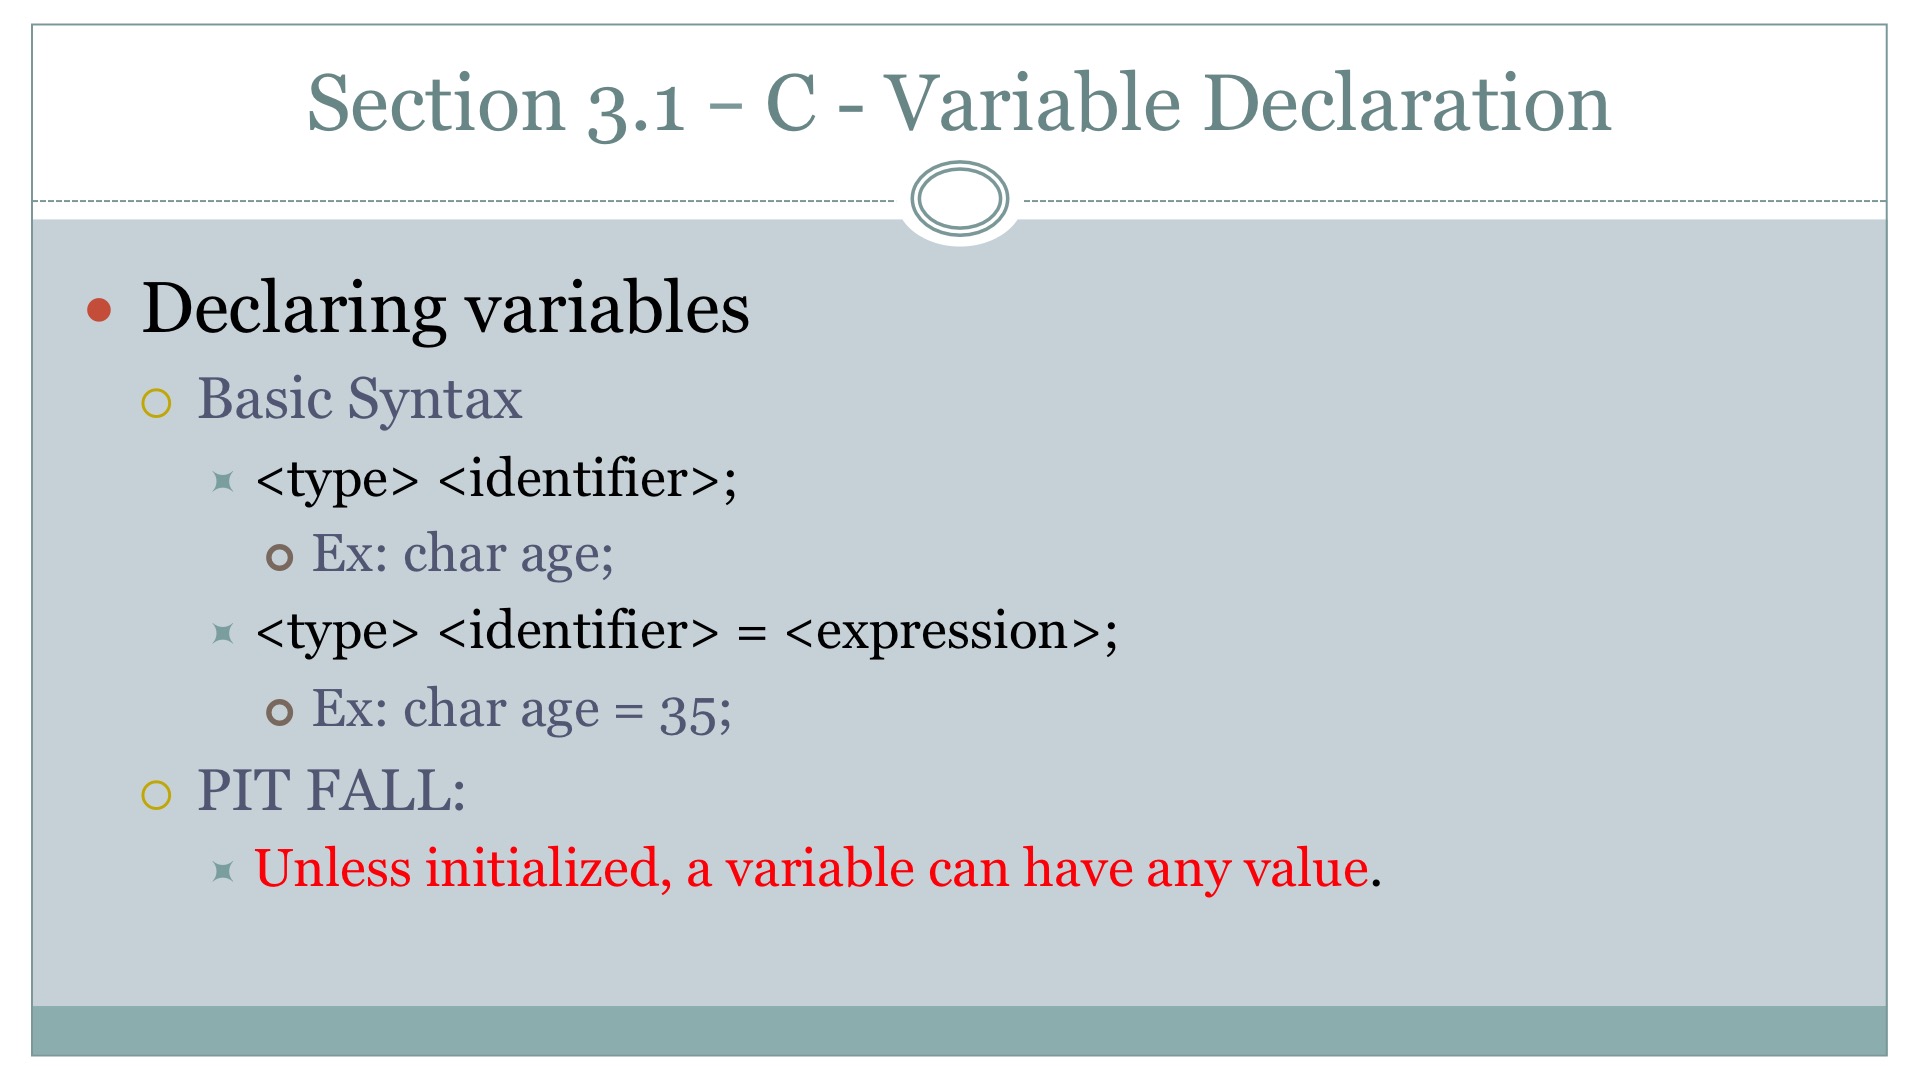 Section 3.1 – C - Variable Declaration
Declaring variables
Basic Syntax
<type> <identifier>;
Ex: char age;
<type> <identifier> = <expression>;
Ex: char age = 35;
PIT FALL:
Unless initialized, a variable can have any value.